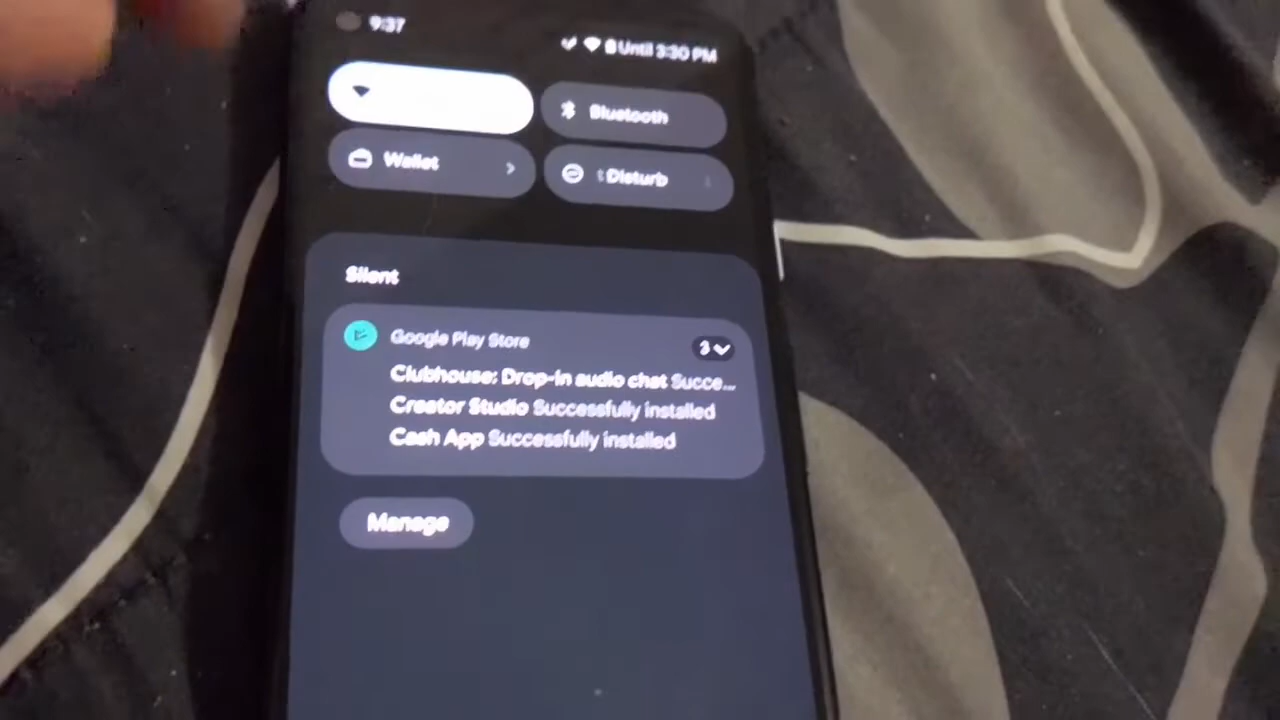 9:37
Until 3:30 PM
Bluetooth
Wallet
t Disturb
Silent
Google Play Store
3
Clubhouse: Drop-in audio chat Succe...
Creator Studio Successfully installed
Cash App Successfully installed
Manage